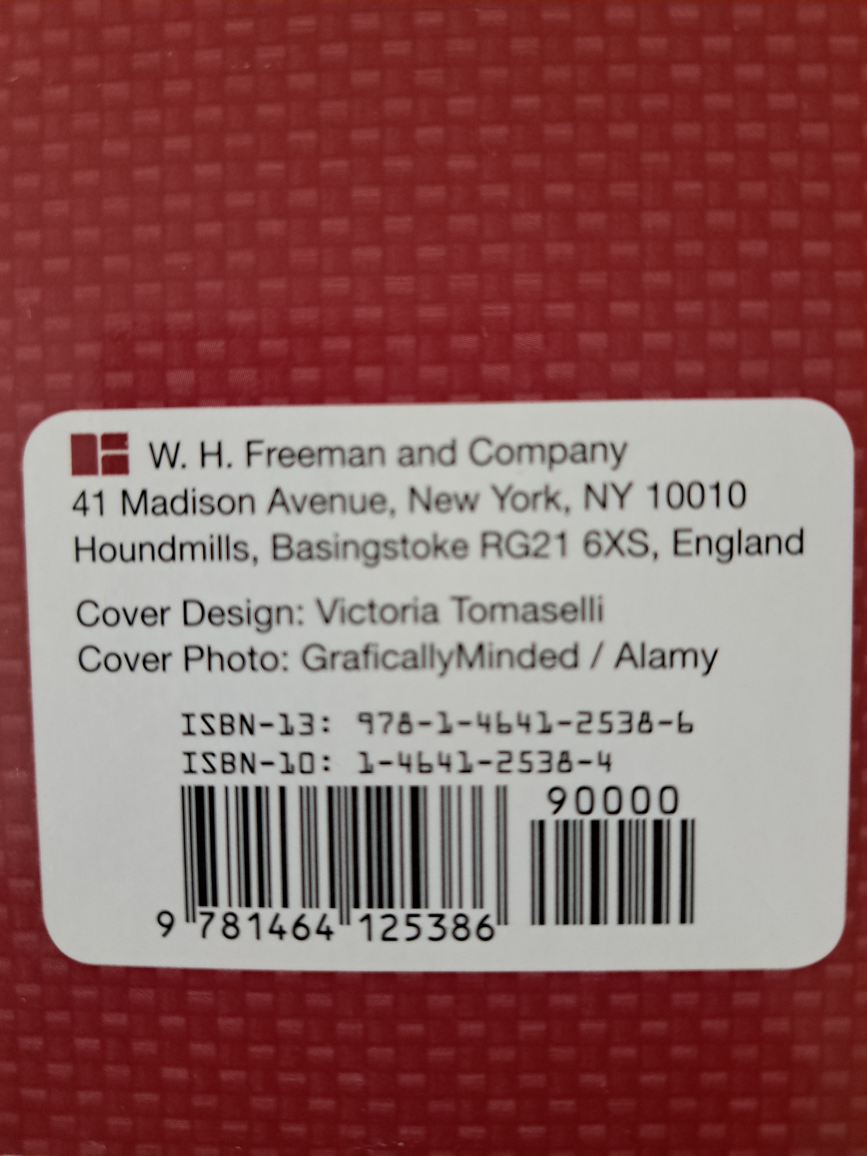 W. H. Freeman and Company
41 Madison Avenue, New York, NY 10010
Houndmills, Basingstoke RG21 6XS, England
Cover Design: Victoria Tomaselli
Cover Photo: GraficallyMinded / Alamy
ISBN-13: 978-1-4641-2538-6
ISBN-10: 1-4641-2538-4
90000
9 781464 125386